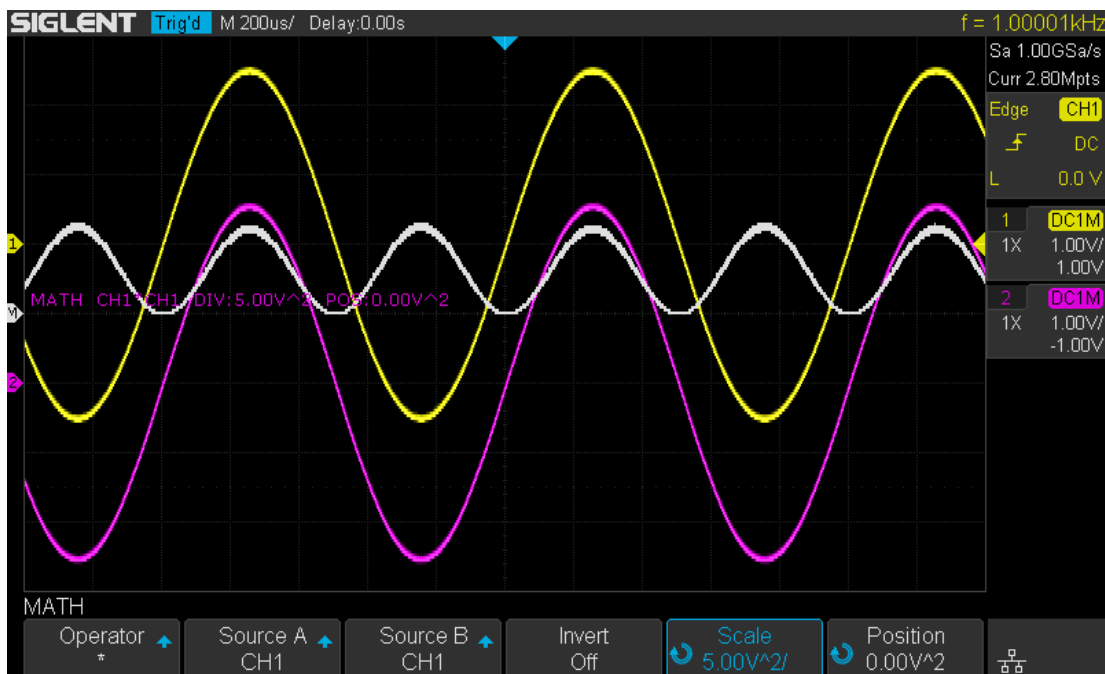 SIGLENT Trig'd M 200us/ Delay:0.00s f = 1.00001kHz
Sa 1.00GSa/s
Curr 2.80Mpts
Edge CH1
DC
L 0.0 V
1 DC1M
1X 1.00V/
1.00V
2 DC1M
1X 1.00V/
-1.00V
1
MATH CH1*CH1 DIV:5.00V^2 POS:0.00V^2
M
2
MATH
Operator Source A Source B Invert Scale Position
* CH1 CH1 Off 5.00V^2/ 0.00V^2